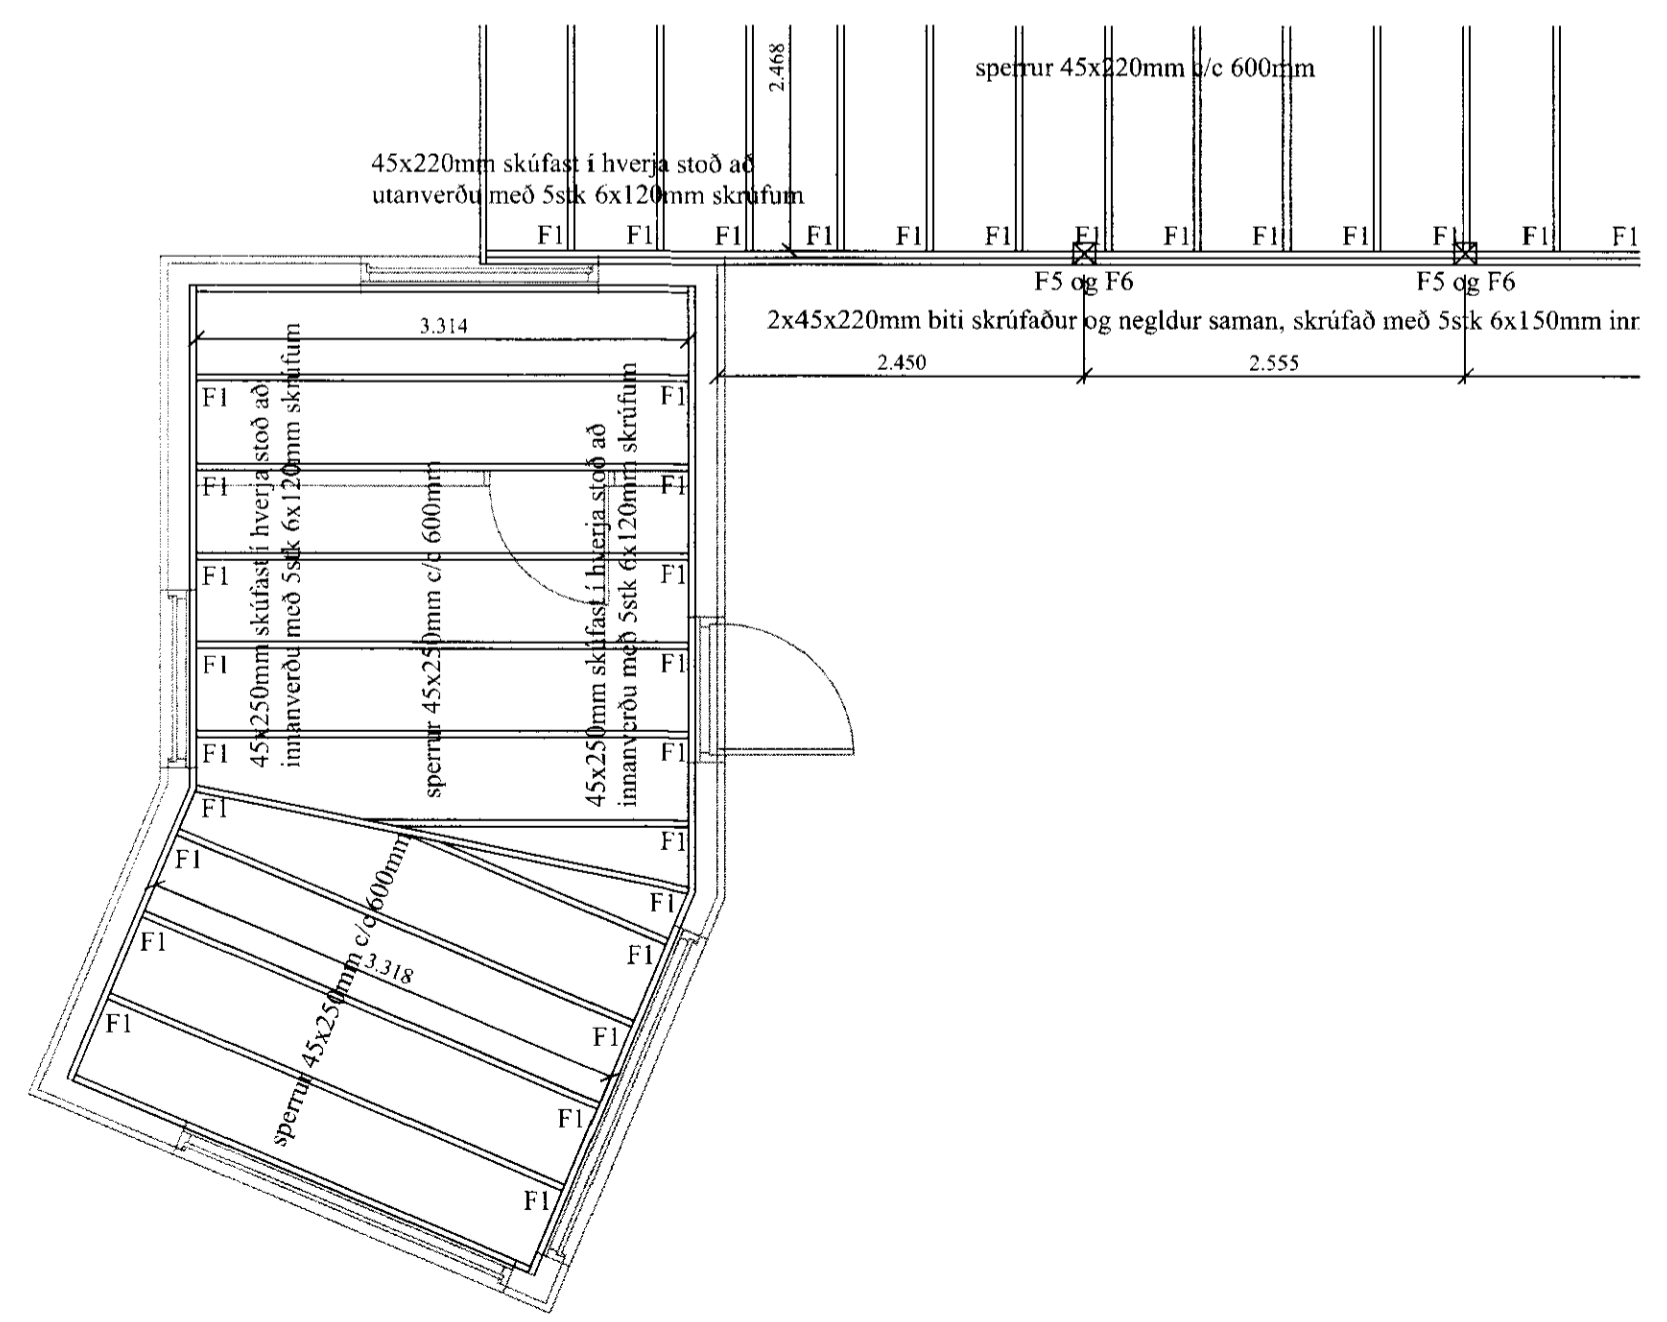 2.468
sperrur 45x220mm c/c 600mm
45x220mm skúfast í hverja stoð að
utanverðu með 5stk 6x120mm skrúfum
F1 F1 F1 F1 F1 F1 F1 F1 F1 F1 F1 F1 F1
F5 og F6 F5 og F6
2x45x220mm biti skrúfaður og negldur saman, skrúfað með 5stk 6x150mm inr
3.314
2.450 2.555
F1 F1
F1 F1
F1 F1
F1 F1
F1 F1
45x250mm skúfast í hverja stoð að
innanverðu með 5stk 6x120mm skrúfum
sperrur 45x250mm c/c 600mm
45x250mm skúfast í hverja stoð að
innanverðu með 5stk 6x120mm skrúfum
F1 F1
F1 F1
F1 F1
F1 F1
3.318
sperrur 45x250mm c/c 600mm
F1
F1